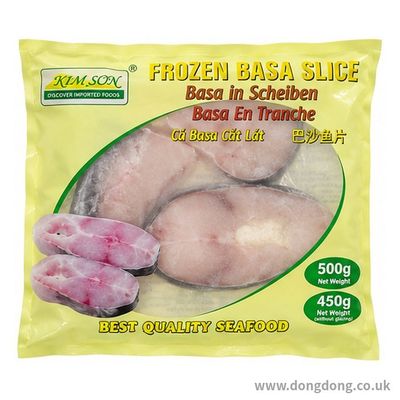 KIM SON®
DISCOVER IMPORTED FOODS
FROZEN BASA SLICE
Basa in Scheiben
Basa En Tranche
Cá Basa Cắt Lát 巴沙鱼片
500g
Net Weight
450g
Net Weight
(without glazing)
BEST QUALITY SEAFOOD
www.dongdong.co.uk